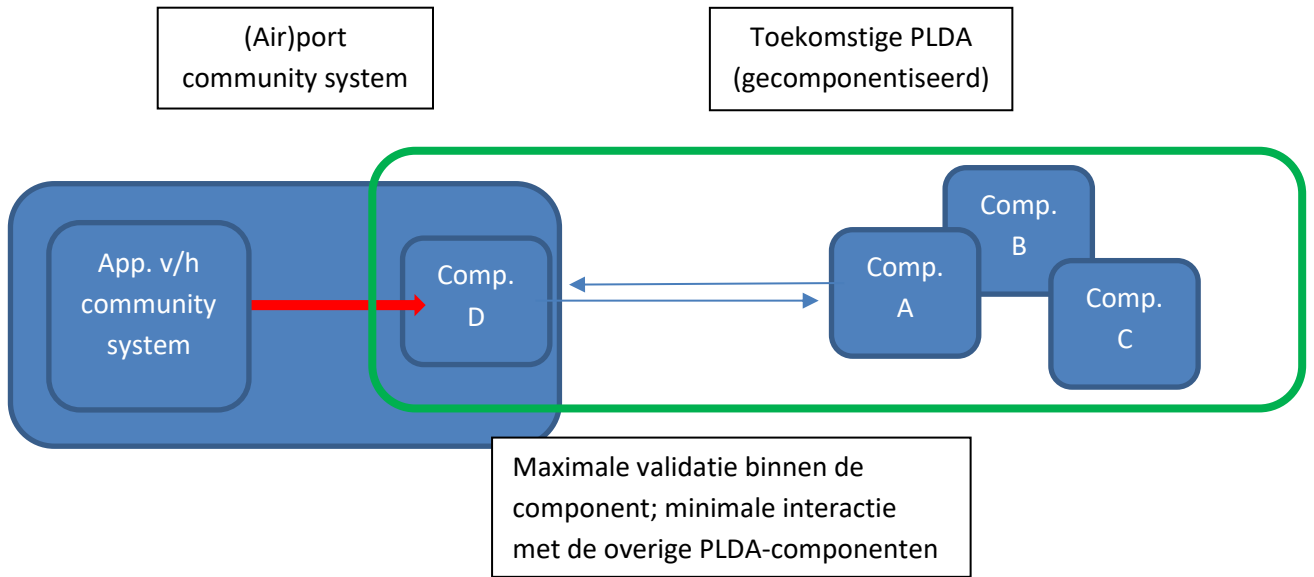 (Air)port
community system
Toekomstige PLDA
(gecomponentiseerd)
App. v/h
community
system
Comp.
D
Comp.
A
Comp.
B
Comp.
C
Maximale validatie binnen de
component; minimale interactie
met de overige PLDA-componenten